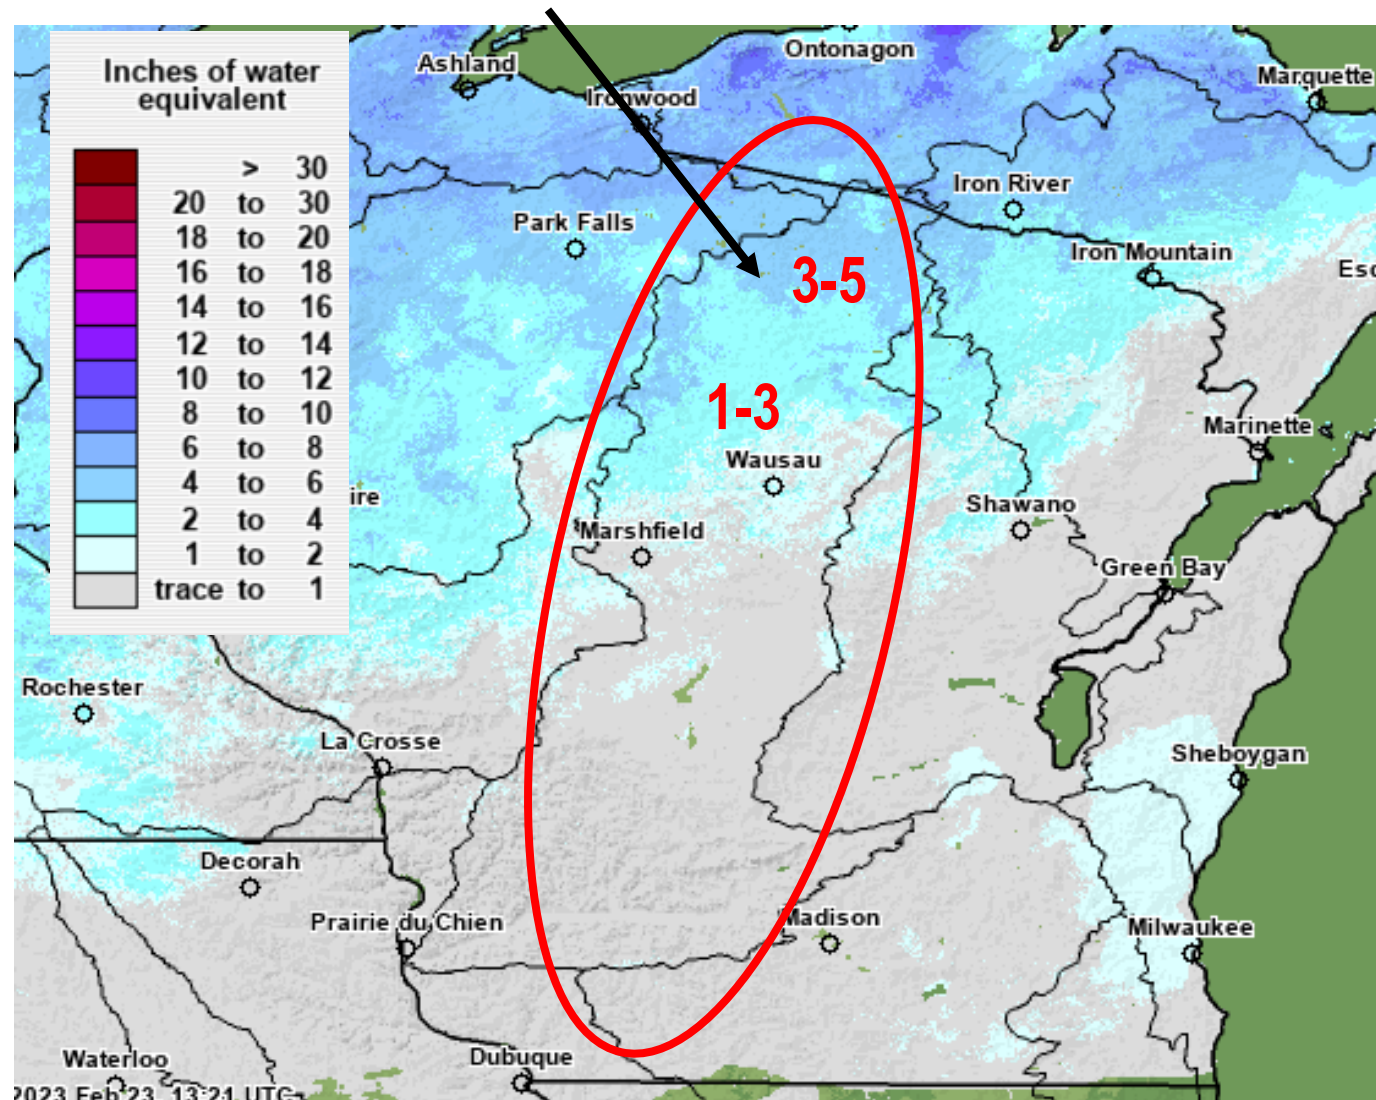 Inches of water
equivalent
> 30
20 to 30
18 to 20
16 to 18
14 to 16
12 to 14
10 to 12
8 to 10
6 to 8
4 to 6
2 to 4
1 to 2
trace to 1
Ashland
Ironwood
Ontonagon
Marquette
Park Falls
Iron River
Iron Mountain
Esc
3-5
1-3
Wausau
Marinette
ire
Marshfield
Shawano
Green Bay
Rochester
La Crosse
Sheboygan
Decorah
Prairie du Chien
Madison
Milwaukee
Waterloo
Dubuque
2023 Feb 23, 13:21 UTC